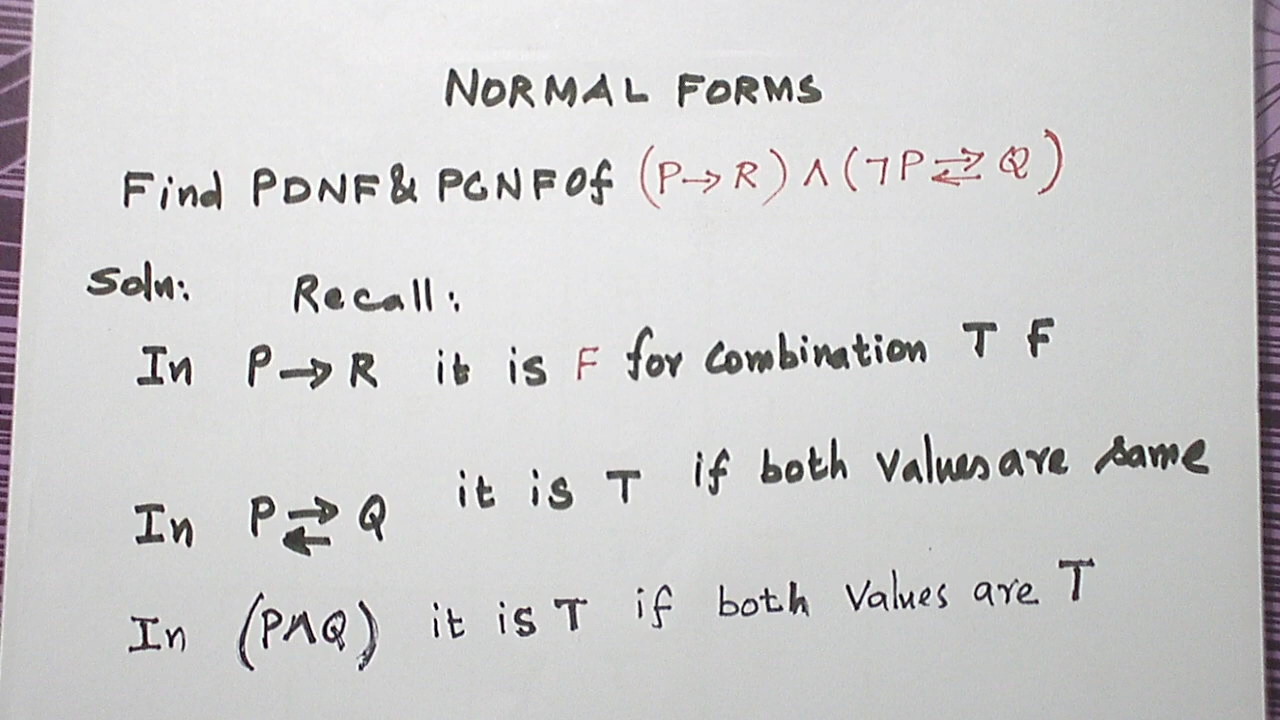 NORMAL FORMS
Find PDNF & PCNF Of (P→R) ∧ (¬P⇄Q)
Soln: Recall:
In P→R it is F for combination T F
In P⇄Q it is T if both values are same
In (P∧Q) it is T if both values are T